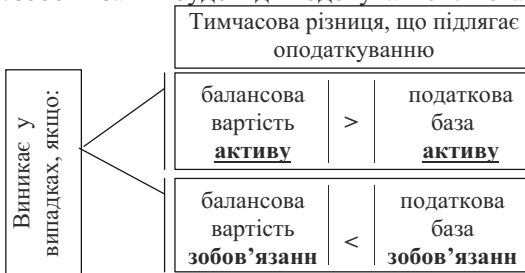 Тимчасова різниця, що підлягає
оподаткуванню
Виникає у
випадках, якщо:
балансова
вартість
активу
>
податкова
база
активу
балансова
вартість
зобов’язанн
<
податкова
база
зобов’язанн